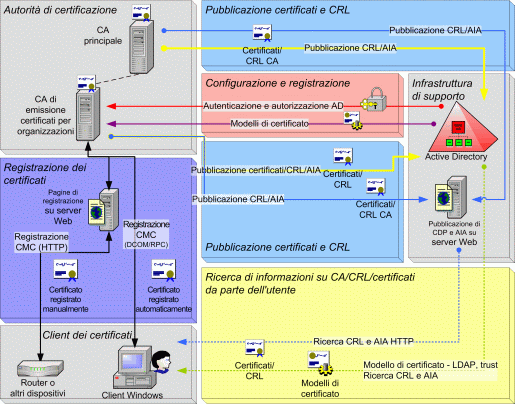 Autorità di certificazione
CA
principale
CA di
emissione
certificati per
organizzazioni
Pubblicazione certificati e CRL
Pubblicazione CRL/AIA
Certificati/
CRL CA
Pubblicazione CRL/AIA
Configurazione e registrazione
Autenticazione e autorizzazione AD
Modelli di certificato
Infrastruttura
di supporto
Active Directory
Pubblicazione di
CDP e AIA su
server Web
Pubblicazione certificati/CRL/AIA
Certificati/
CRL
Pubblicazione CRL/AIA
Certificati/
CRL CA
Pubblicazione certificati e CRL
Registrazione dei
certificati
Pagine di
registrazione
su server
Web
Registrazione
CMC (HTTP)
Registrazione
CMC
(DCOM/RPC)
Certificato
registrato
manualmente
Certificato
registrato
automaticamente
Ricerca di informazioni su CA/CRL/certificati
da parte dell'utente
Ricerca CRL e AIA HTTP
Certificati/
CRL
Modelli di
certificato
Modello di certificato - LDAP, trust
Ricerca CRL e AIA
Client dei certificati
Router o
altri dispositivi
Client Windows